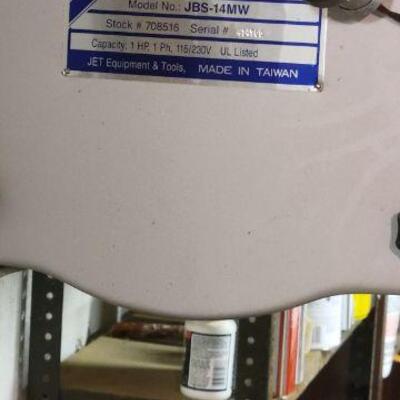 Model No.: JBS-14MW
Stock # 708516 Serial #
Capacity: 1 HP, 1 Ph, 115/230V UL Listed
JET Equipment & Tools, MADE IN TAIWAN